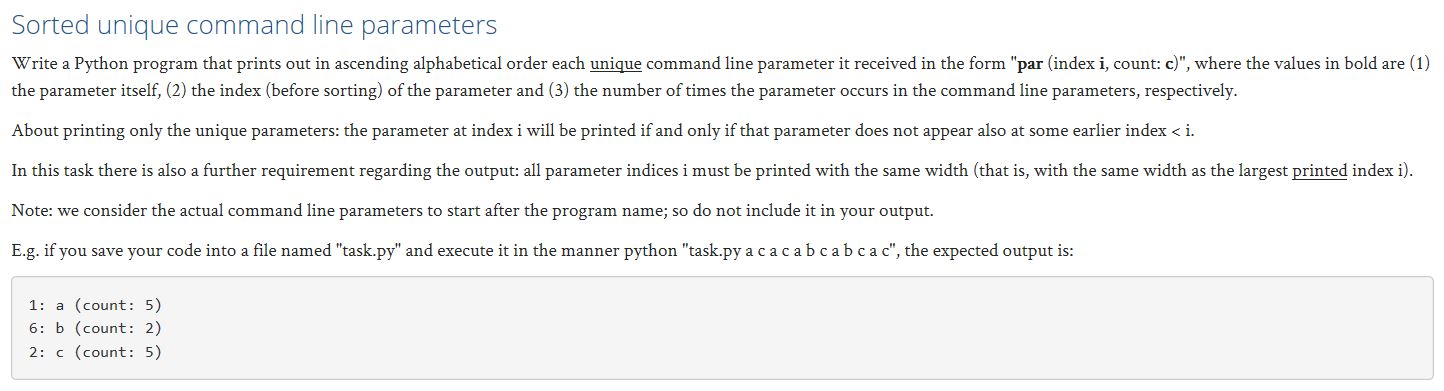 Sorted unique command line parameters
Write a Python program that prints out in ascending alphabetical order each unique command line parameter it received in the form "par (index i, count: c)", where the values in bold are (1)
the parameter itself, (2) the index (before sorting) of the parameter and (3) the number of times the parameter occurs in the command line parameters, respectively.
About printing only the unique parameters: the parameter at index i will be printed if and only if that parameter does not appear also at some earlier index < i.
In this task there is also a further requirement regarding the output: all parameter indices i must be printed with the same width (that is, with the same width as the largest printed index i).
Note: we consider the actual command line parameters to start after the program name; so do not include it in your output.
E.g. if you save your code into a file named "task.py" and execute it in the manner python "task.py a c a c a b c a b c a c", the expected output is:
1: a (count: 5)
6: b (count: 2)
2: c (count: 5)